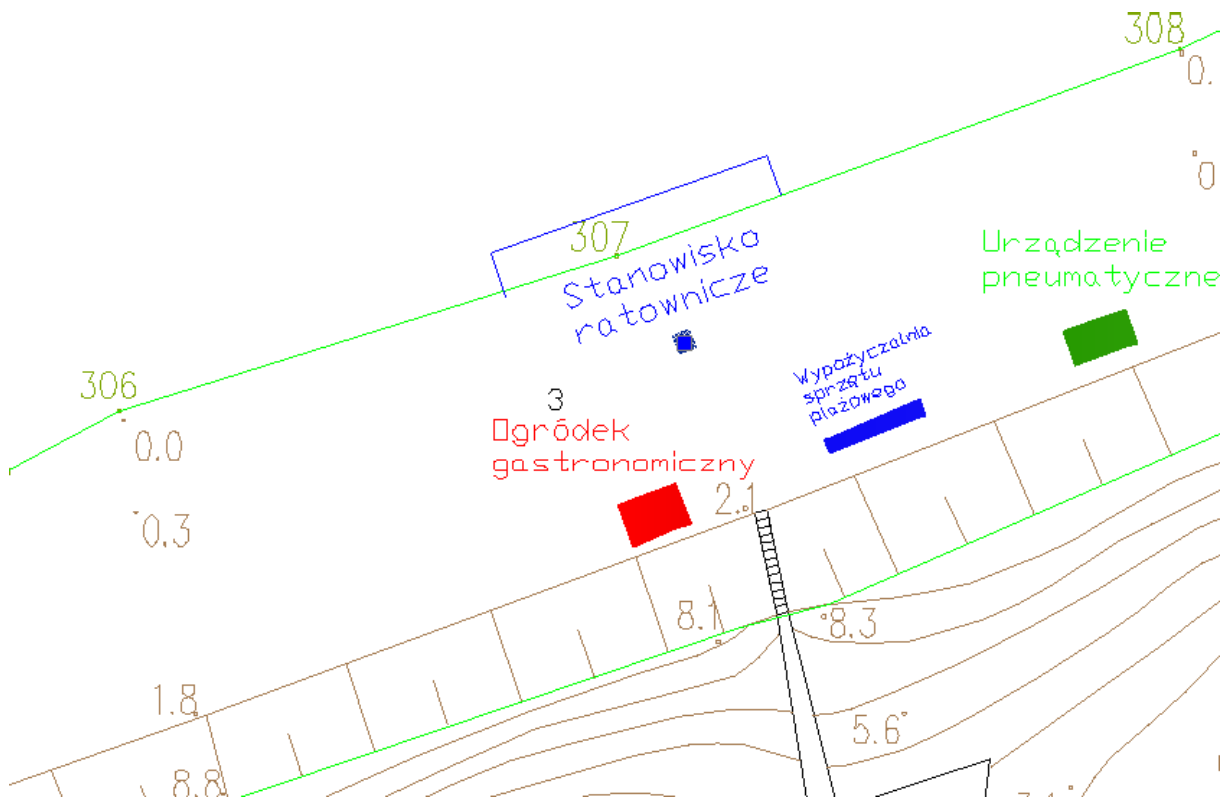 308
0.
0
307
Stanowisko
ratownicze
Urządzenie
pneumatyczne
306
0.0
3
Wypożyczalnia
sprzętu
plażowego
Ogródek
gastronomiczny
0.3
2.1
8.1
8.3
1.8
5.6
8.8